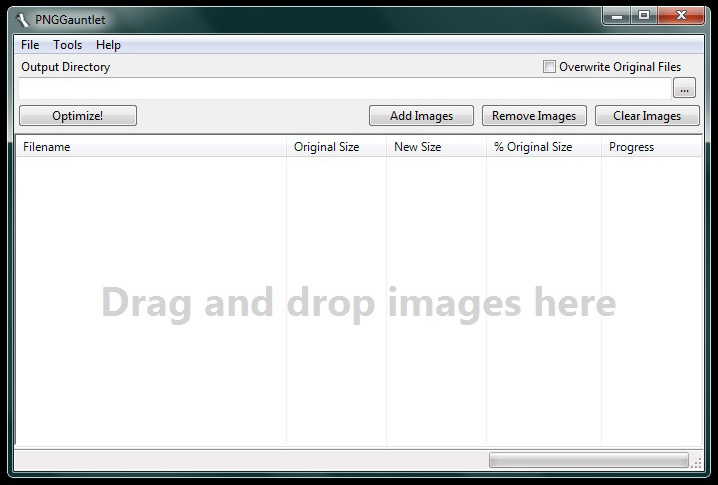 PNGGauntlet
File Tools Help
Output Directory Overwrite Original Files
...
Optimize! Add Images Remove Images Clear Images
Filename Original Size New Size % Original Size Progress
Drag and drop images here